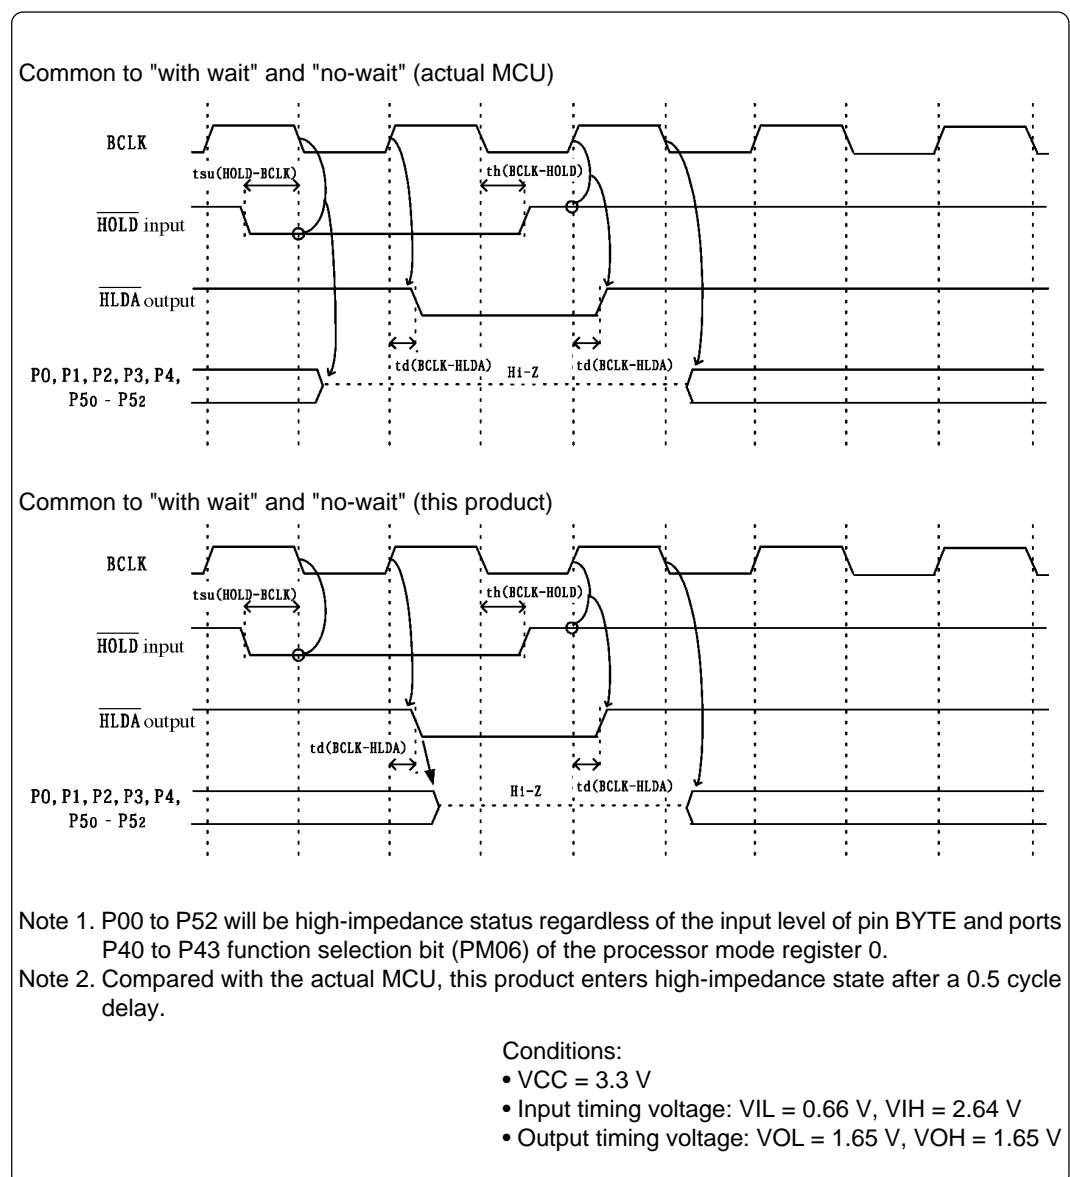 Common to "with wait" and "no-wait" (actual MCU)
BCLK
tsu(HOLD-BCLK)
th(BCLK-HOLD)
HOLD input
HLDA output
td(BCLK-HLDA)
Hi-Z
td(BCLK-HLDA)
P0, P1, P2, P3, P4,
P50 - P52
Common to "with wait" and "no-wait" (this product)
BCLK
tsu(HOLD-BCLK)
th(BCLK-HOLD)
HOLD input
HLDA output
td(BCLK-HLDA)
Hi-Z
td(BCLK-HLDA)
P0, P1, P2, P3, P4,
P50 - P52
Note 1. P00 to P52 will be high-impedance status regardless of the input level of pin BYTE and ports
P40 to P43 function selection bit (PM06) of the processor mode register 0.
Note 2. Compared with the actual MCU, this product enters high-impedance state after a 0.5 cycle
delay.
Conditions:
• VCC = 3.3 V
• Input timing voltage: VIL = 0.66 V, VIH = 2.64 V
• Output timing voltage: VOL = 1.65 V, VOH = 1.65 V